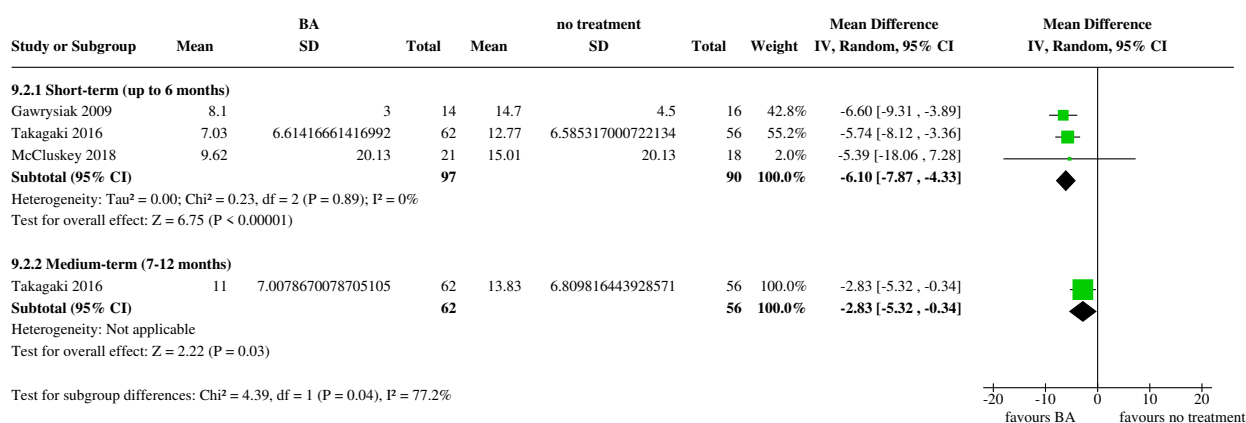 BA no treatment Mean Difference Mean Difference
Study or Subgroup Mean SD Total Mean SD Total Weight IV, Random, 95% CI IV, Random, 95% CI
9.2.1 Short-term (up to 6 months)
Gawrysiak 2009 8.1 3 14 14.7 4.5 16 42.8% -6.60 [-9.31 , -3.89]
Takagaki 2016 7.03 6.61416661416992 62 12.77 6.585317000722134 56 55.2% -5.74 [-8.12 , -3.36]
McCluskey 2018 9.62 20.13 21 15.01 20.13 18 2.0% -5.39 [-18.06 , 7.28]
Subtotal (95% CI) 97 90 100.0% -6.10 [-7.87 , -4.33]
Heterogeneity: Tau² = 0.00; Chi² = 0.23, df = 2 (P = 0.89); I² = 0%
Test for overall effect: Z = 6.75 (P < 0.00001)
9.2.2 Medium-term (7-12 months)
Takagaki 2016 11 7.0078670078705105 62 13.83 6.809816443928571 56 100.0% -2.83 [-5.32 , -0.34]
Subtotal (95% CI) 62 56 100.0% -2.83 [-5.32 , -0.34]
Heterogeneity: Not applicable
Test for overall effect: Z = 2.22 (P = 0.03)
Test for subgroup differences: Chi² = 4.39, df = 1 (P = 0.04), I² = 77.2%
-20 -10 0 10 20
favours BA favours no treatment